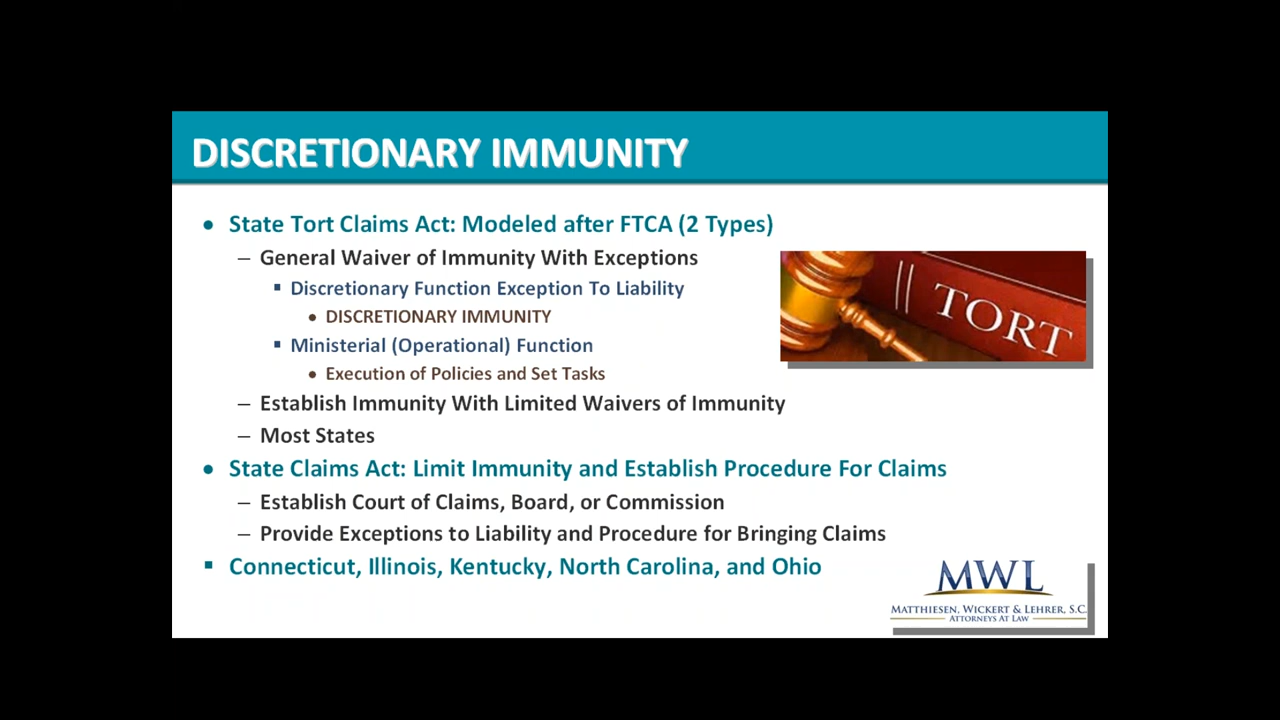 DISCRETIONARY IMMUNITY
• State Tort Claims Act: Modeled after FTCA (2 Types)
– General Waiver of Immunity With Exceptions
▪ Discretionary Function Exception To Liability
• DISCRETIONARY IMMUNITY
▪ Ministerial (Operational) Function
• Execution of Policies and Set Tasks
– Establish Immunity With Limited Waivers of Immunity
– Most States
• State Claims Act: Limit Immunity and Establish Procedure For Claims
– Establish Court of Claims, Board, or Commission
– Provide Exceptions to Liability and Procedure for Bringing Claims
▪ Connecticut, Illinois, Kentucky, North Carolina, and Ohio
TORT
MWL
MATTHIESEN, WICKERT & LEHRER, S.C.
ATTORNEYS AT LAW